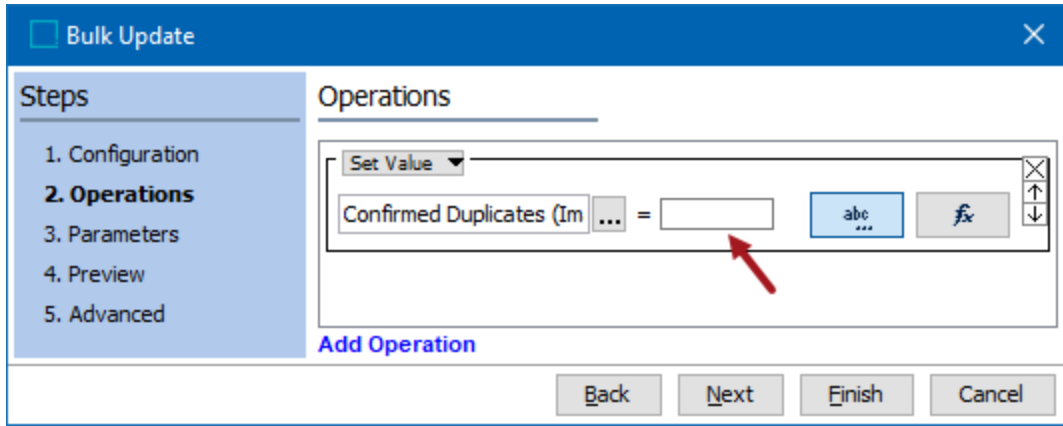 Bulk Update
Steps
1. Configuration
2. Operations
3. Parameters
4. Preview
5. Advanced
Operations
Set Value
Confirmed Duplicates (Im ... =
abc
fx
Add Operation
Back Next Finish Cancel